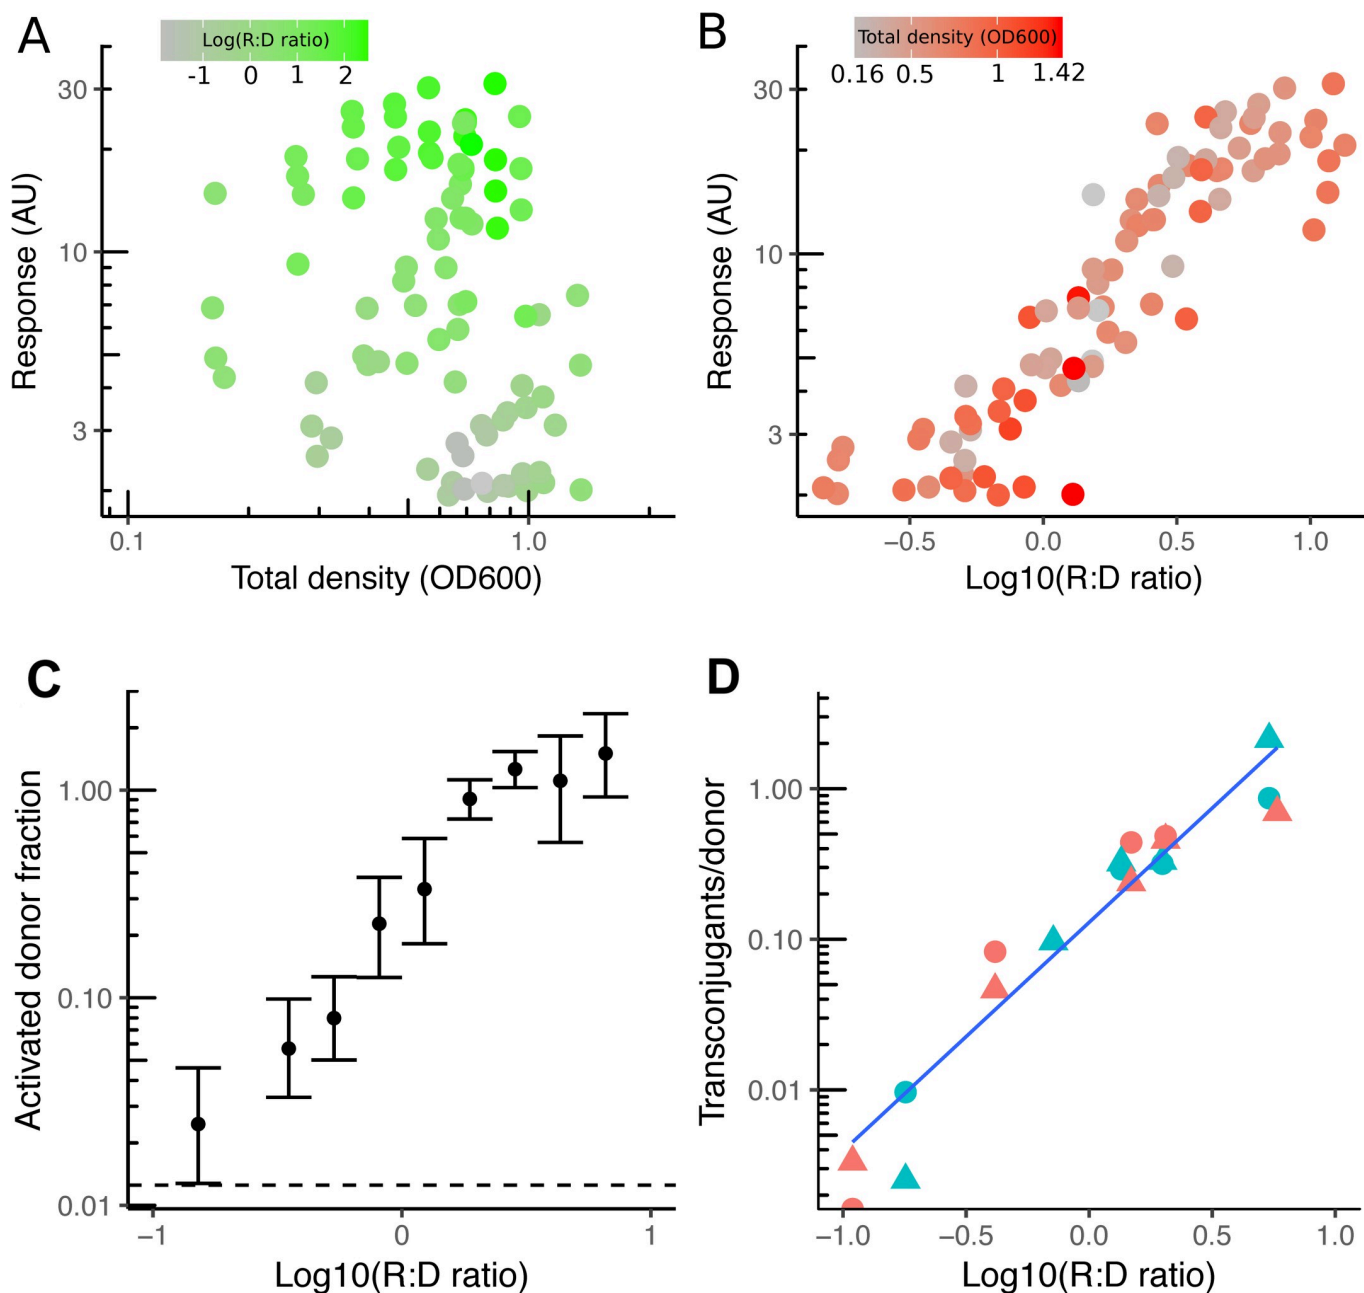 A
Log(R:D ratio)
-1 0 1 2
30
10
3
Response (AU)
0.1 1.0
Total density (OD600)
B
Total density (OD600)
0.16 0.5 1 1.42
30
10
3
Response (AU)
−0.5 0.0 0.5 1.0
Log10(R:D ratio)
C
1.00
0.10
0.01
Activated donor fraction
−1 0 1
Log10(R:D ratio)
D
1.00
0.10
0.01
Transconjugants/donor
−1.0 −0.5 0.0 0.5 1.0
Log10(R:D ratio)